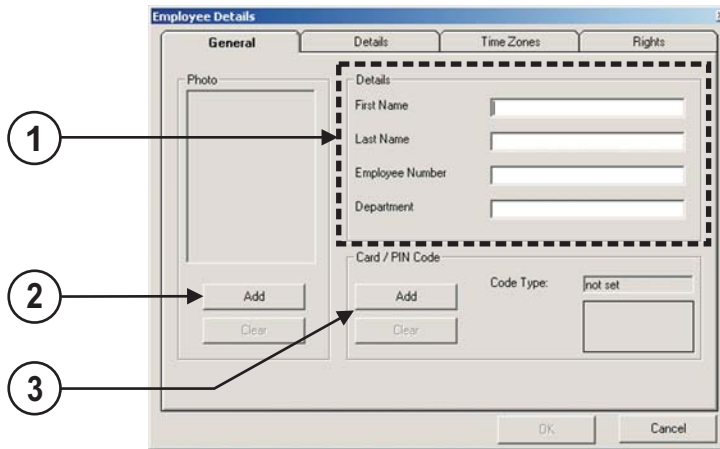 Employee Details
General Details Time Zones Rights
Photo
Details
First Name
Last Name
Employee Number
Department
1
Card / PIN Code
2
Add
Add
Code Type: not set
Clear
Clear
3
OK Cancel